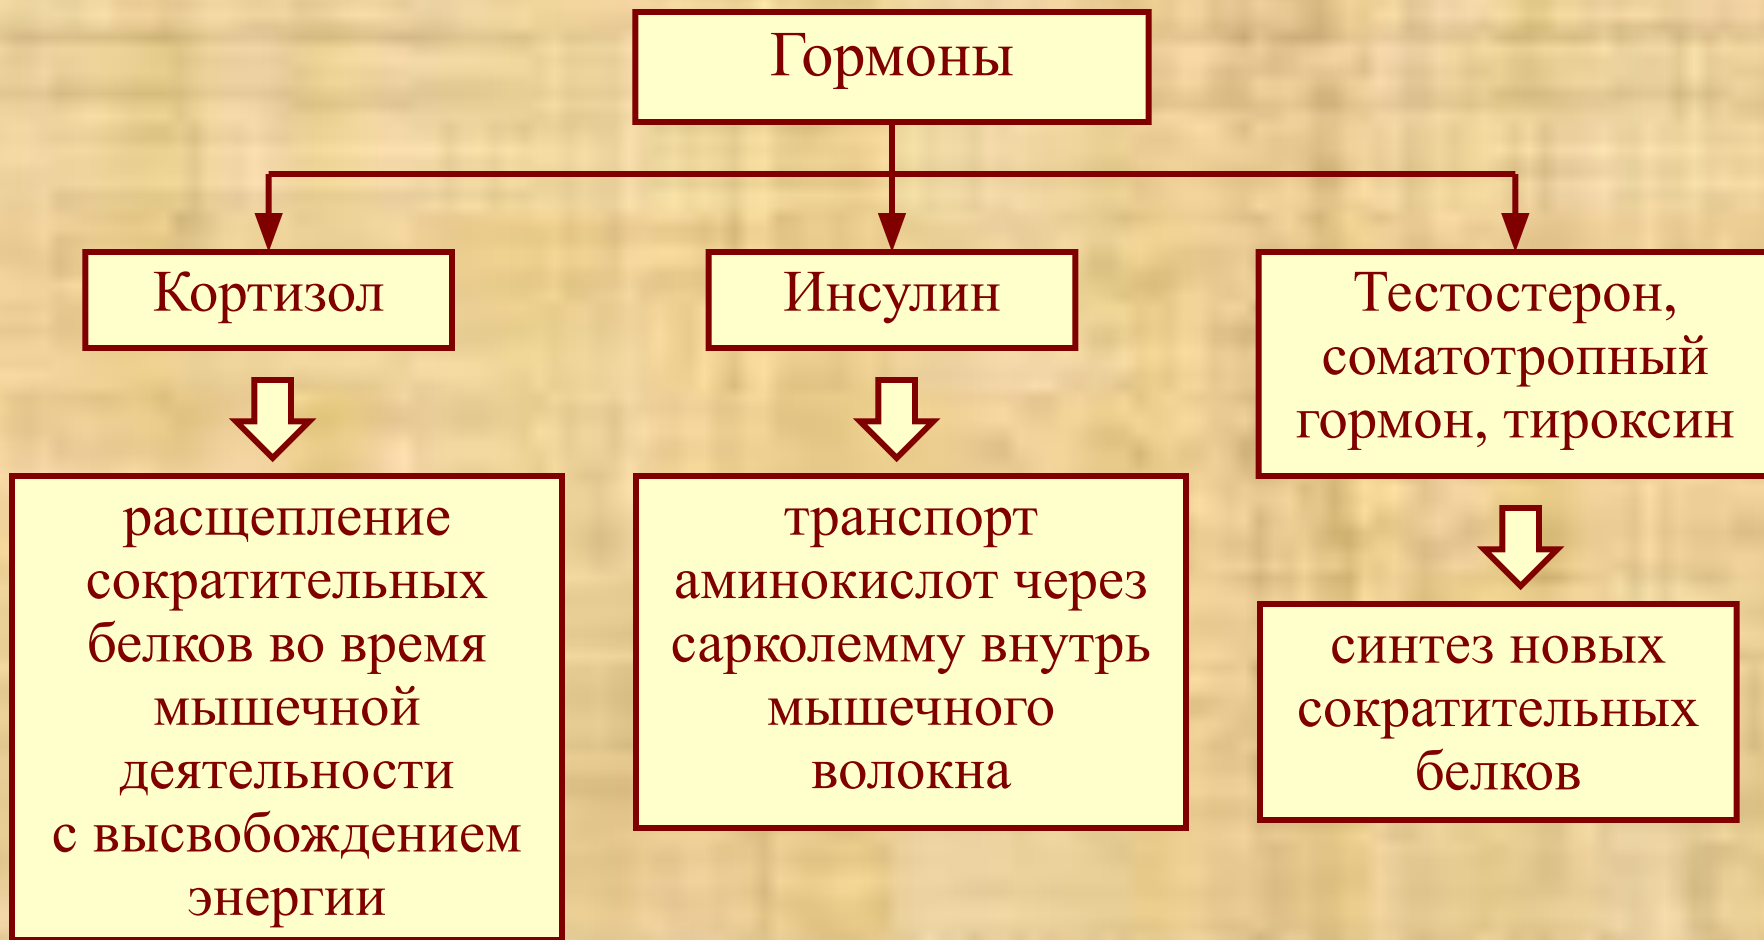 Гормоны
Кортизол
Инсулин
Тестостерон,
соматотропный
гормон, тироксин
расщепление
сократительных
белков во время
мышечной
деятельности
с высвобождением
энергии
транспорт
аминокислот через
сарколемму внутрь
мышечного
волокна
синтез новых
сократительных
белков